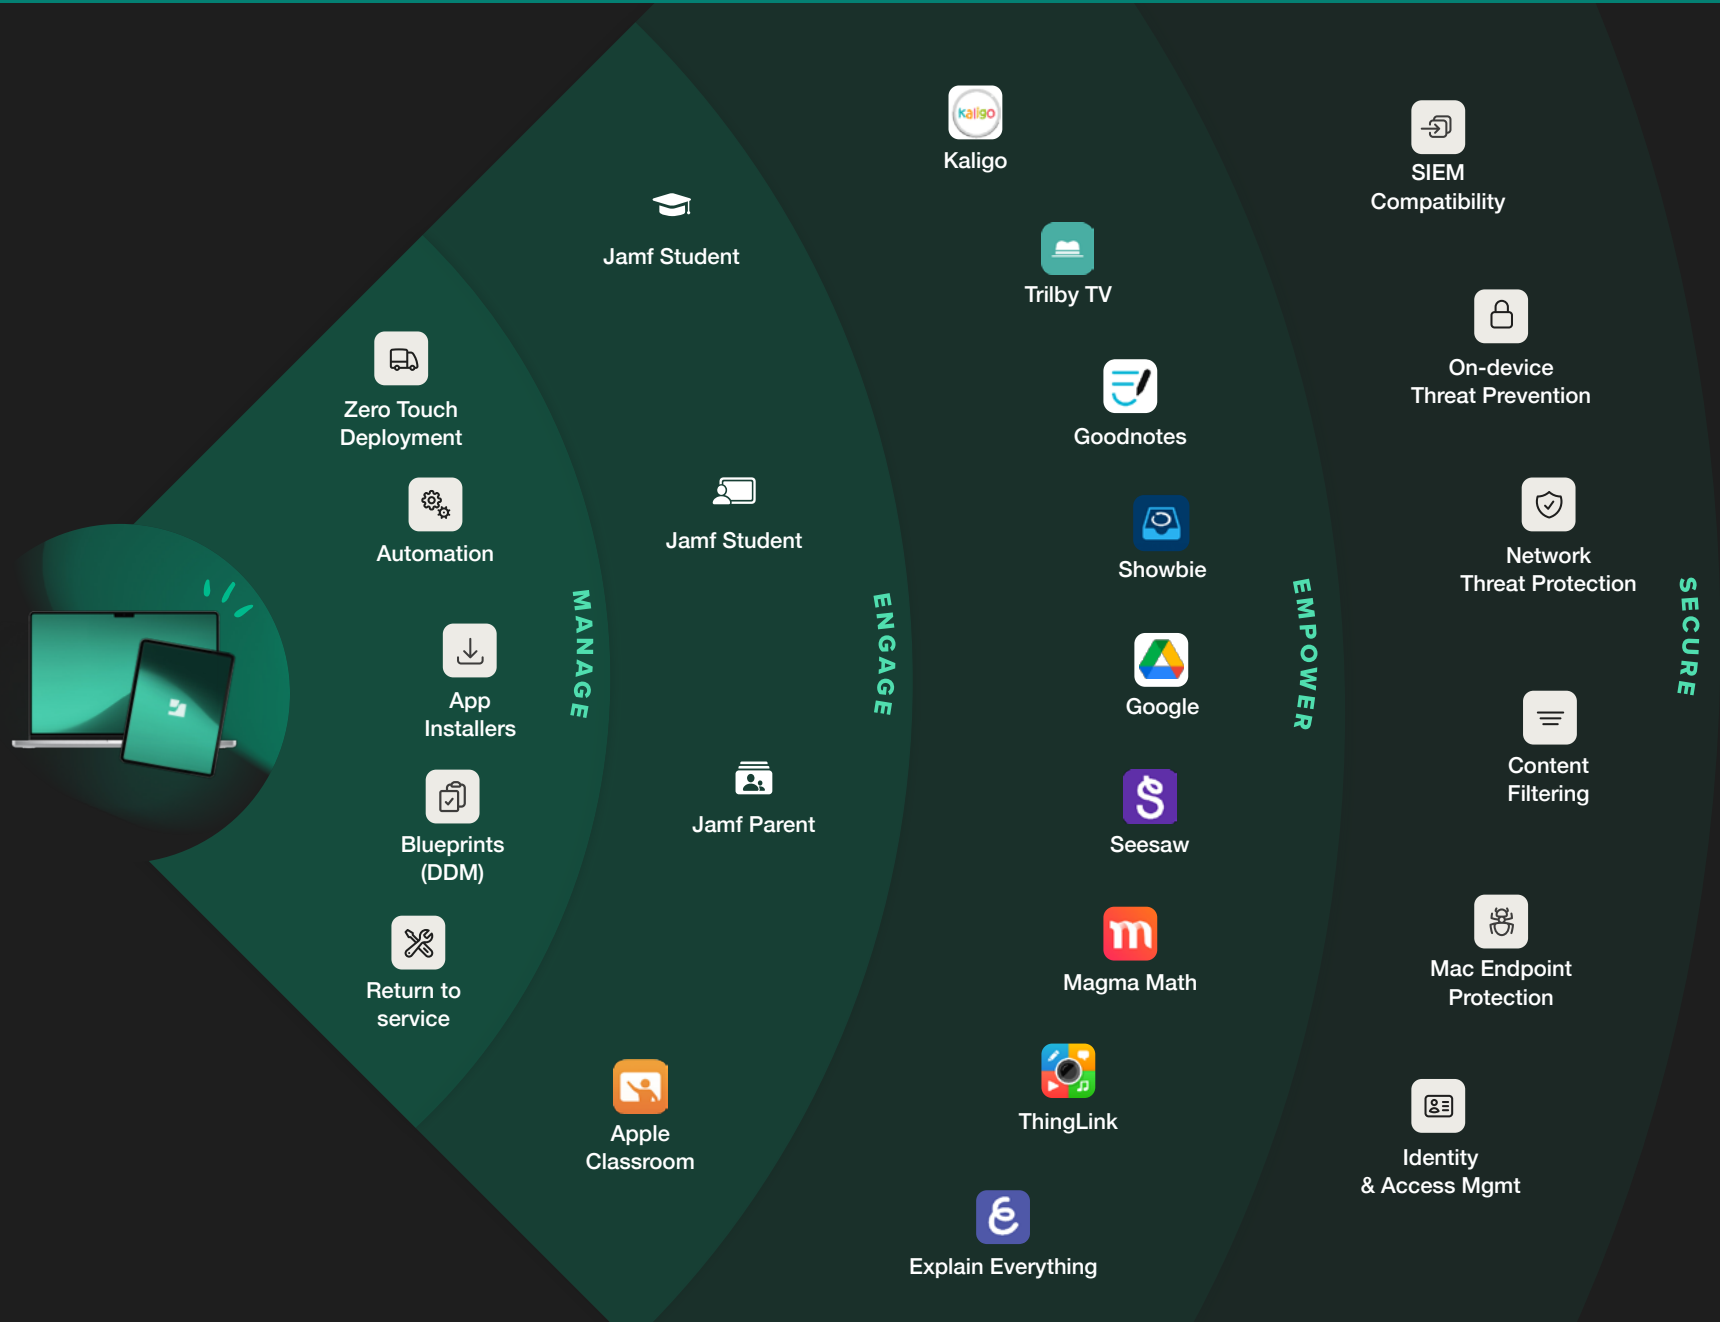 Zero Touch
Deployment
Automation
App
Installers
Blueprints
(DDM)
Return to
service
MANAGE
Jamf Student
Jamf Student
Jamf Parent
Apple
Classroom
ENGAGE
Kaligo
Kaligo
Trilby TV
Goodnotes
Showbie
Google
Seesaw
Magma Math
ThingLink
Explain Everything
EMPOWER
SIEM
Compatibility
On-device
Threat Prevention
Network
Threat Protection
Content
Filtering
Mac Endpoint
Protection
Identity
& Access Mgmt
SECURE